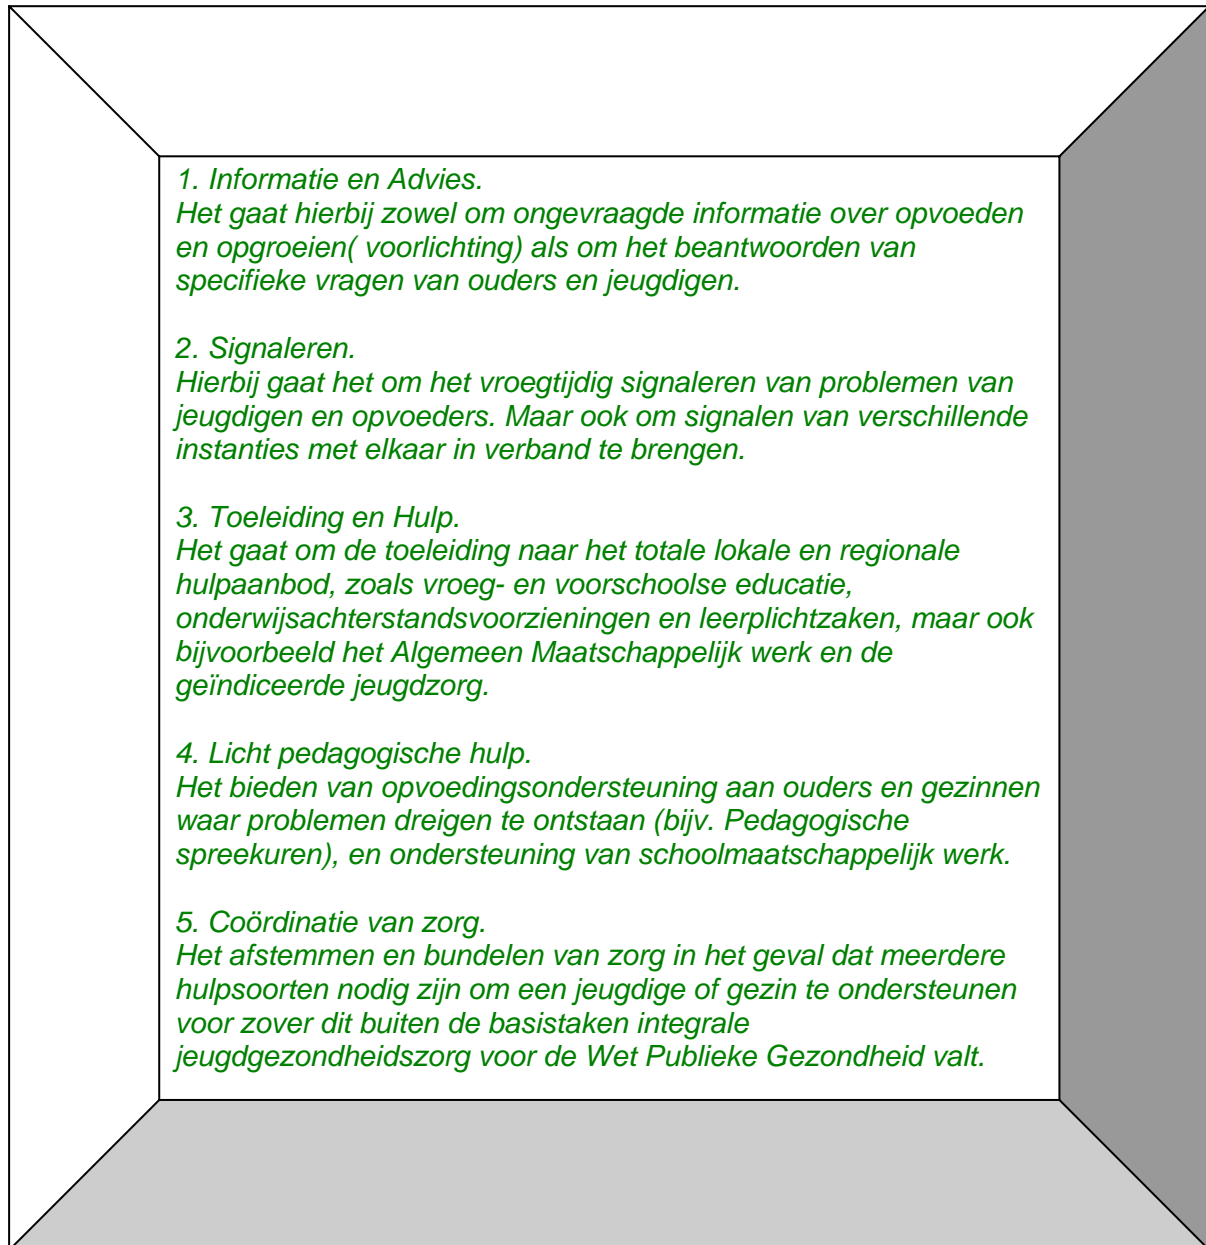 1. Informatie en Advies.
Het gaat hierbij zowel om ongevraagde informatie over opvoeden
en opgroeien( voorlichting) als om het beantwoorden van
specifieke vragen van ouders en jeugdigen.
2. Signaleren.
Hierbij gaat het om het vroegtijdig signaleren van problemen van
jeugdigen en opvoeders. Maar ook om signalen van verschillende
instanties met elkaar in verband te brengen.
3. Toeleiding en Hulp.
Het gaat om de toeleiding naar het totale lokale en regionale
hulpaanbod, zoals vroeg- en voorschoolse educatie,
onderwijsachterstandsvoorzieningen en leerplichtzaken, maar ook
bijvoorbeeld het Algemeen Maatschappelijk werk en de
geïndiceerde jeugdzorg.
4. Licht pedagogische hulp.
Het bieden van opvoedingsondersteuning aan ouders en gezinnen
waar problemen dreigen te ontstaan (bijv. Pedagogische
spreekuren), en ondersteuning van schoolmaatschappelijk werk.
5. Coördinatie van zorg.
Het afstemmen en bundelen van zorg in het geval dat meerdere
hulpsoorten nodig zijn om een jeugdige of gezin te ondersteunen
voor zover dit buiten de basistaken integrale
jeugdgezondheidszorg voor de Wet Publieke Gezondheid valt.